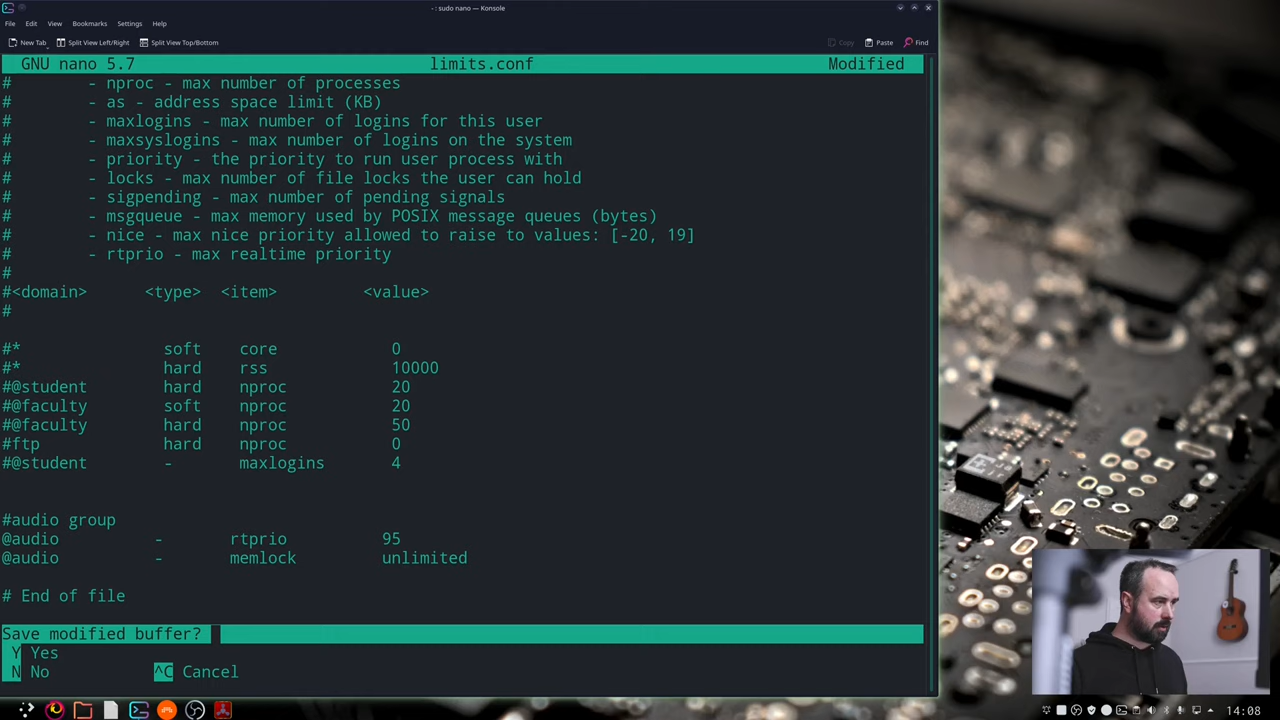 - : sudo nano — Konsole
File Edit View Bookmarks Settings Help
New Tab Split View Left/Right Split View Top/Bottom Copy Paste Find
GNU nano 5.7 limits.conf Modified
# - nproc - max number of processes
# - as - address space limit (KB)
# - maxlogins - max number of logins for this user
# - maxsyslogins - max number of logins on the system
# - priority - the priority to run user process with
# - locks - max number of file locks the user can hold
# - sigpending - max number of pending signals
# - msgqueue - max memory used by POSIX message queues (bytes)
# - nice - max nice priority allowed to raise to values: [-20, 19]
# - rtprio - max realtime priority
#
#<domain> <type> <item> <value>
#
#* soft core 0
#* hard rss 10000
#@student hard nproc 20
#@faculty soft nproc 20
#@faculty hard nproc 50
#ftp hard nproc 0
#@student - maxlogins 4
#audio group
@audio - rtprio 95
@audio - memlock unlimited
# End of file
Save modified buffer?
Y Yes
N No ^C Cancel
14:08